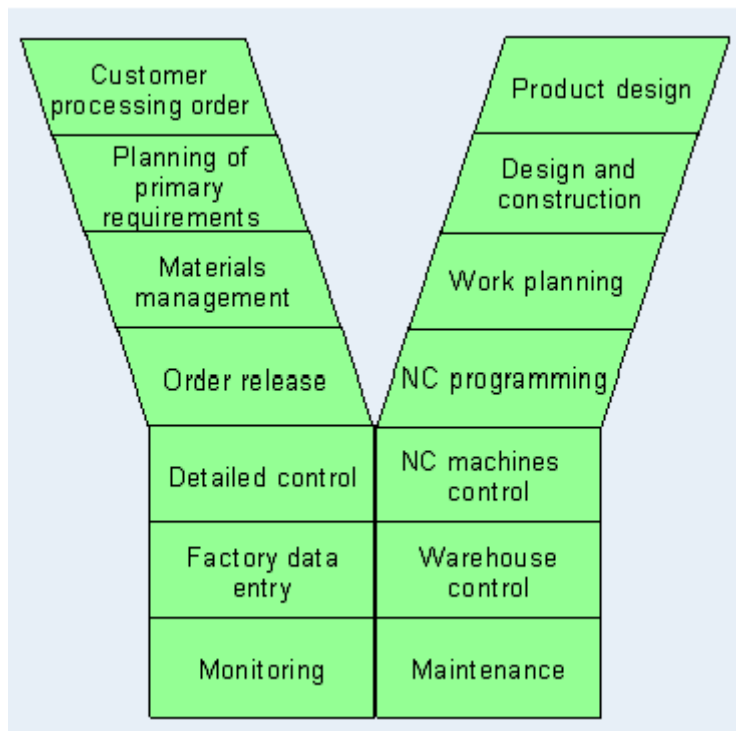 Customer
processing order
Planning of
primary
requirements
Materials
management
Order release
Detailed control
Factory data
entry
Monitoring
Product design
Design and
construction
Work planning
NC programming
NC machines
control
Warehouse
control
Maintenance